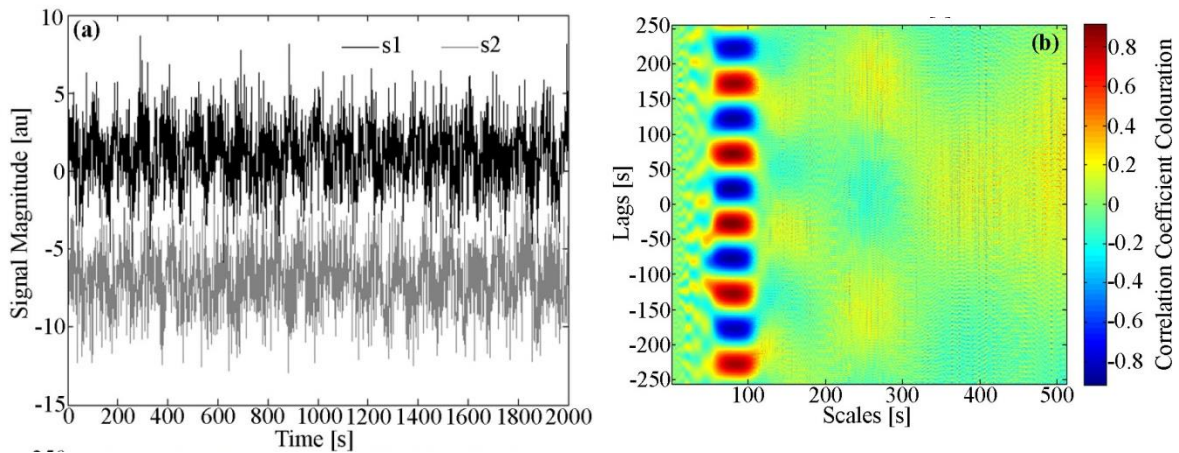 (a)
s1
s2
10
5
0
-5
-10
-15
Signal Magnitude [au]
0 200 400 600 800 1000 1200 1400 1600 1800 2000
Time [s]
(b)
250
200
150
100
50
0
-50
-100
-150
-200
-250
Lags [s]
100 200 300 400 500
Scales [s]
0.8
0.6
0.4
0.2
0
-0.2
-0.4
-0.6
-0.8
Correlation Coefficient Colouration